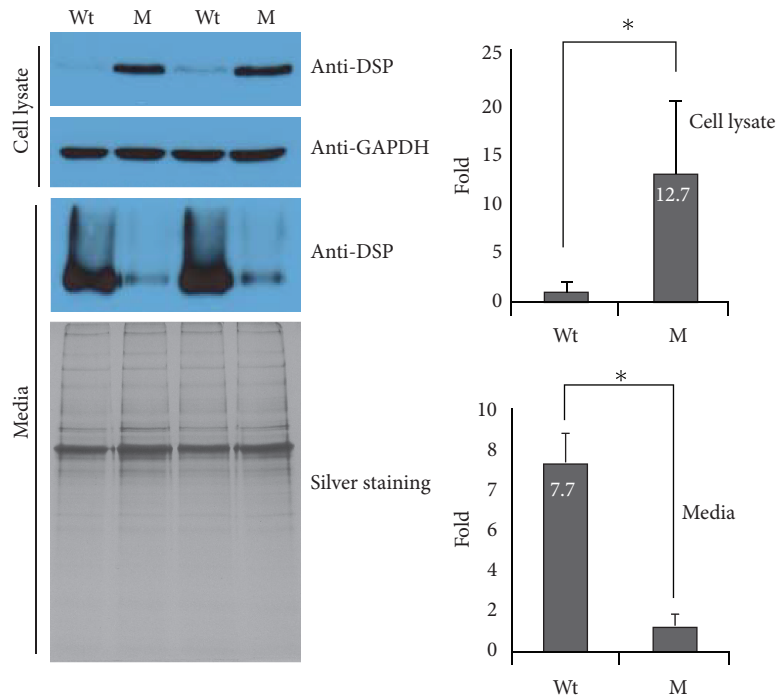 Wt M Wt M
Cell lysate
Anti-DSP
Anti-GAPDH
Media
Anti-DSP
Silver staining
*
25
20
15
10
5
0
Fold
12.7
Cell lysate
Wt M
*
10
8
7
6
4
2
0
Fold
7.7
Media
Wt M